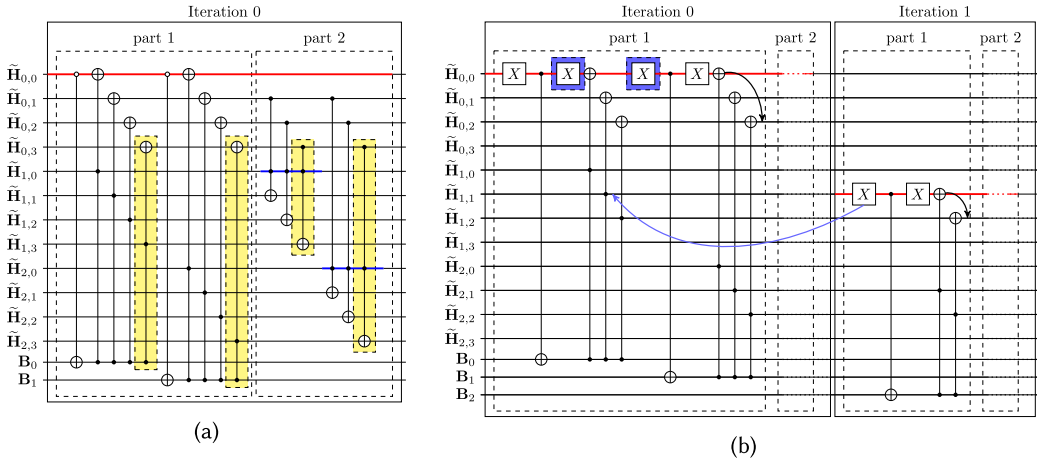 Iteration 0
part 1
part 2
H̃₀,₀
H̃₀,₁
H̃₀,₂
H̃₀,₃
H̃₁,₀
H̃₁,₁
H̃₁,₂
H̃₁,₃
H̃₂,₀
H̃₂,₁
H̃₂,₂
H̃₂,₃
B₀
B₁
(a)
Iteration 0
Iteration 1
part 1
part 2
part 1
part 2
H̃₀,₀
X
X
X
X
H̃₀,₁
H̃₀,₂
H̃₀,₃
H̃₁,₀
H̃₁,₁
X
X
H̃₁,₂
H̃₁,₃
H̃₂,₀
H̃₂,₁
H̃₂,₂
H̃₂,₃
B₀
B₁
B₂
(b)